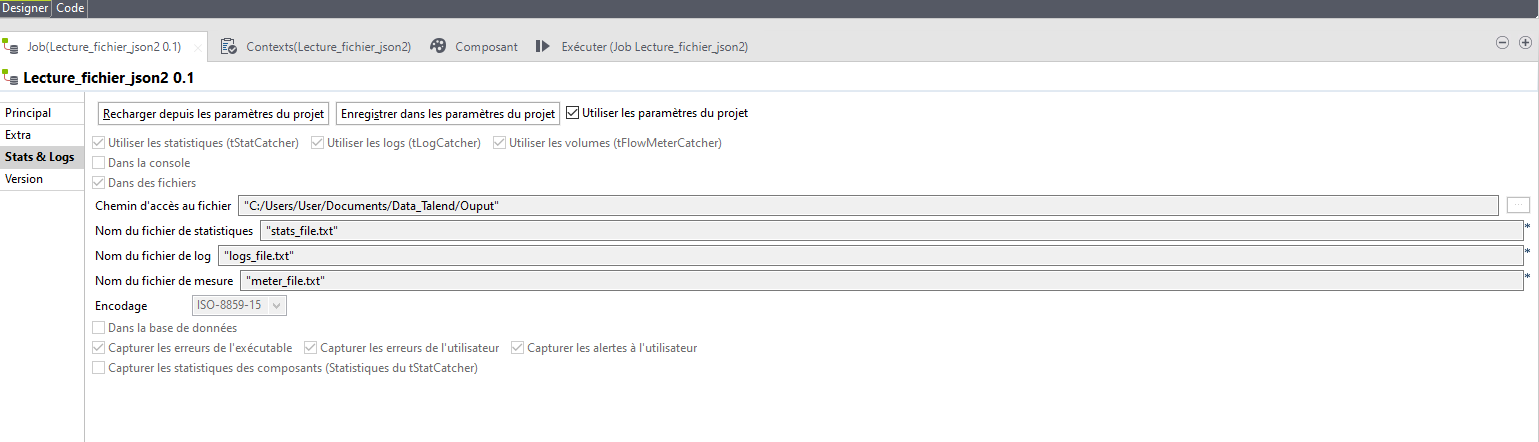 Designer Code
Job(Lecture_fichier_json2 0.1) Contexts(Lecture_fichier_json2) Composant Exécuter (Job Lecture_fichier_json2)
Lecture_fichier_json2 0.1
Principal
Extra
Stats & Logs
Version
Recharger depuis les paramètres du projet Enregistrer dans les paramètres du projet Utiliser les paramètres du projet
Utiliser les statistiques (tStatCatcher) Utiliser les logs (tLogCatcher) Utiliser les volumes (tFlowMeterCatcher)
Dans la console
Dans des fichiers
Chemin d'accès au fichier "C:/Users/User/Documents/Data_Talend/Ouput" ...
Nom du fichier de statistiques "stats_file.txt" *
Nom du fichier de log "logs_file.txt" *
Nom du fichier de mesure "meter_file.txt" *
Encodage ISO-8859-15
Dans la base de données
Capturer les erreurs de l'exécutable Capturer les erreurs de l'utilisateur Capturer les alertes à l'utilisateur
Capturer les statistiques des composants (Statistiques du tStatCatcher)